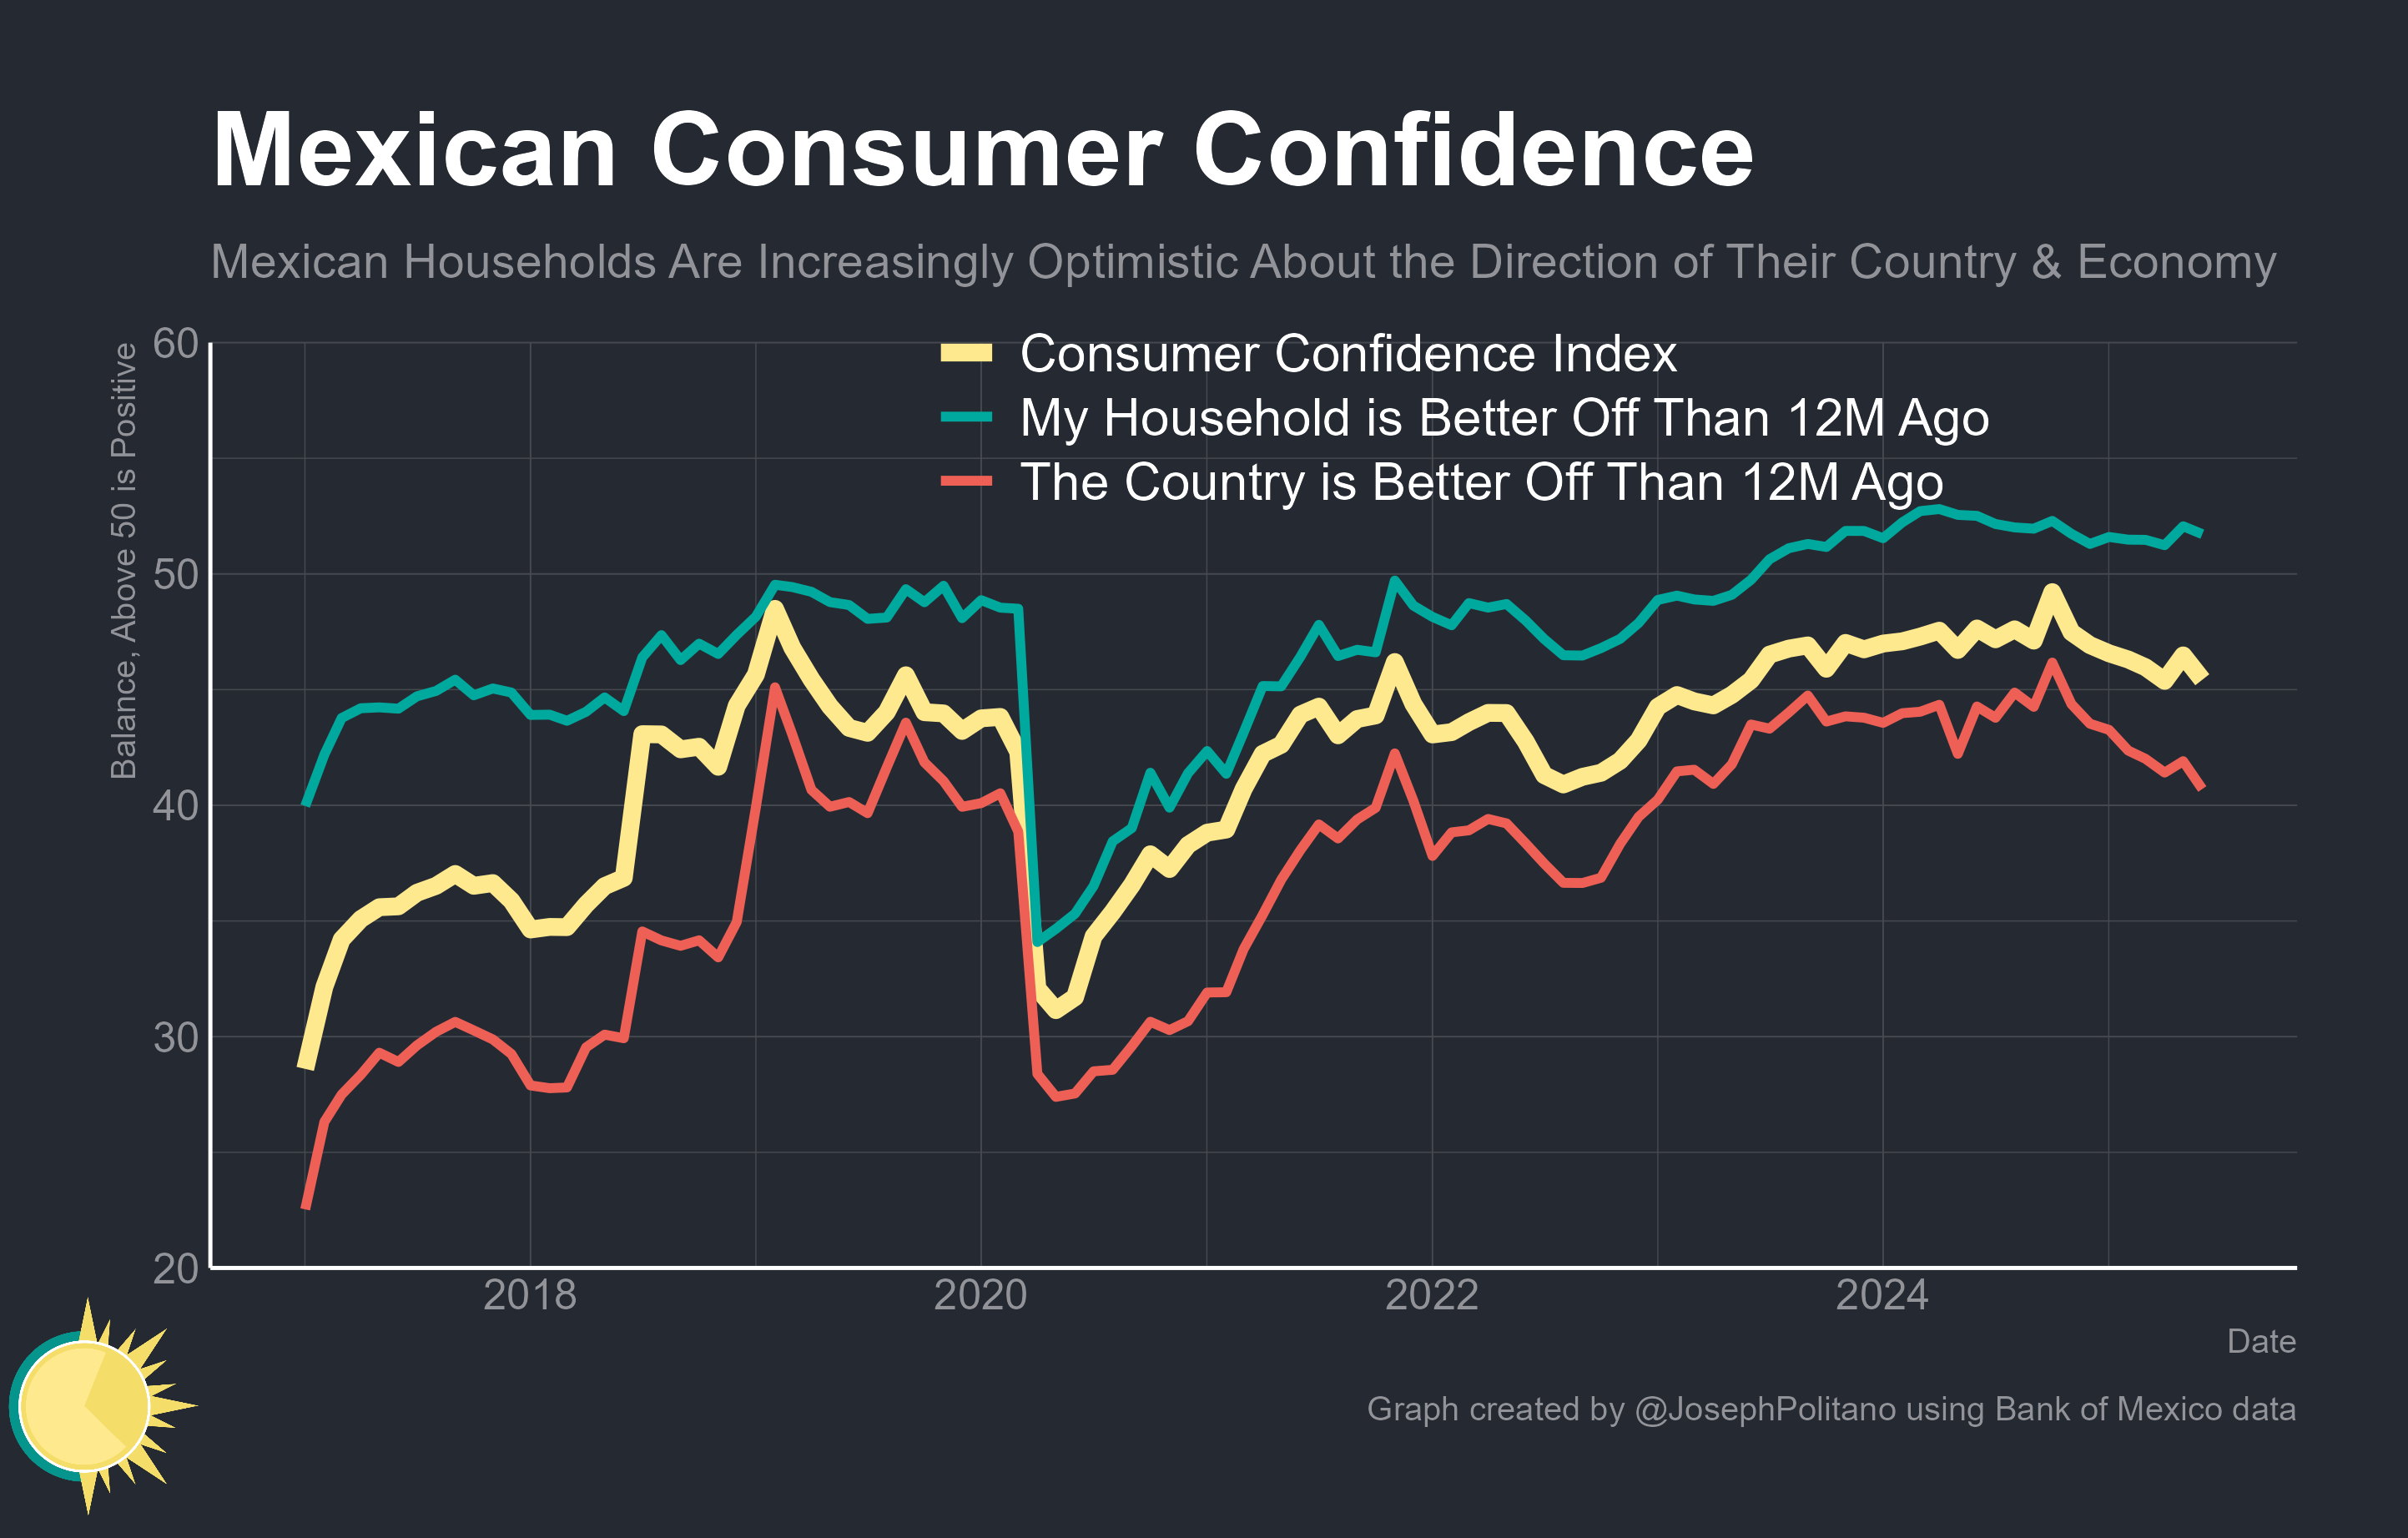 Mexican Consumer Confidence
Mexican Households Are Increasingly Optimistic About the Direction of Their Country & Economy
Balance, Above 50 is Positive
60
50
40
30
20
Consumer Confidence Index
My Household is Better Off Than 12M Ago
The Country is Better Off Than 12M Ago
2018
2020
2022
2024
Date
Graph created by @JosephPolitano using Bank of Mexico data